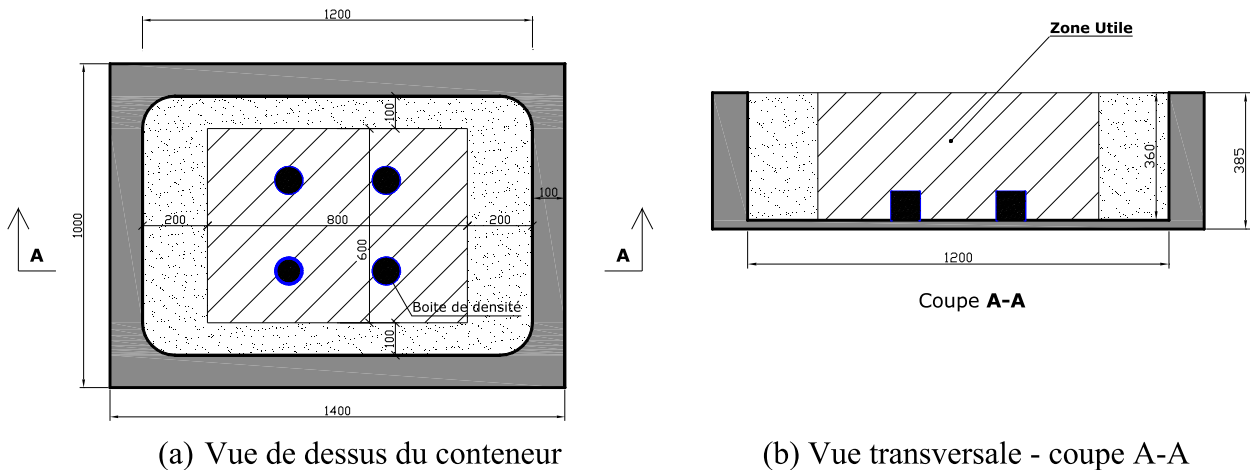 1200
100
1000
100
200
800
200
600
A
A
Boite de densité
100
1400
(a) Vue de dessus du conteneur
Zone Utile
360
385
1200
Coupe A-A
(b) Vue transversale - coupe A-A